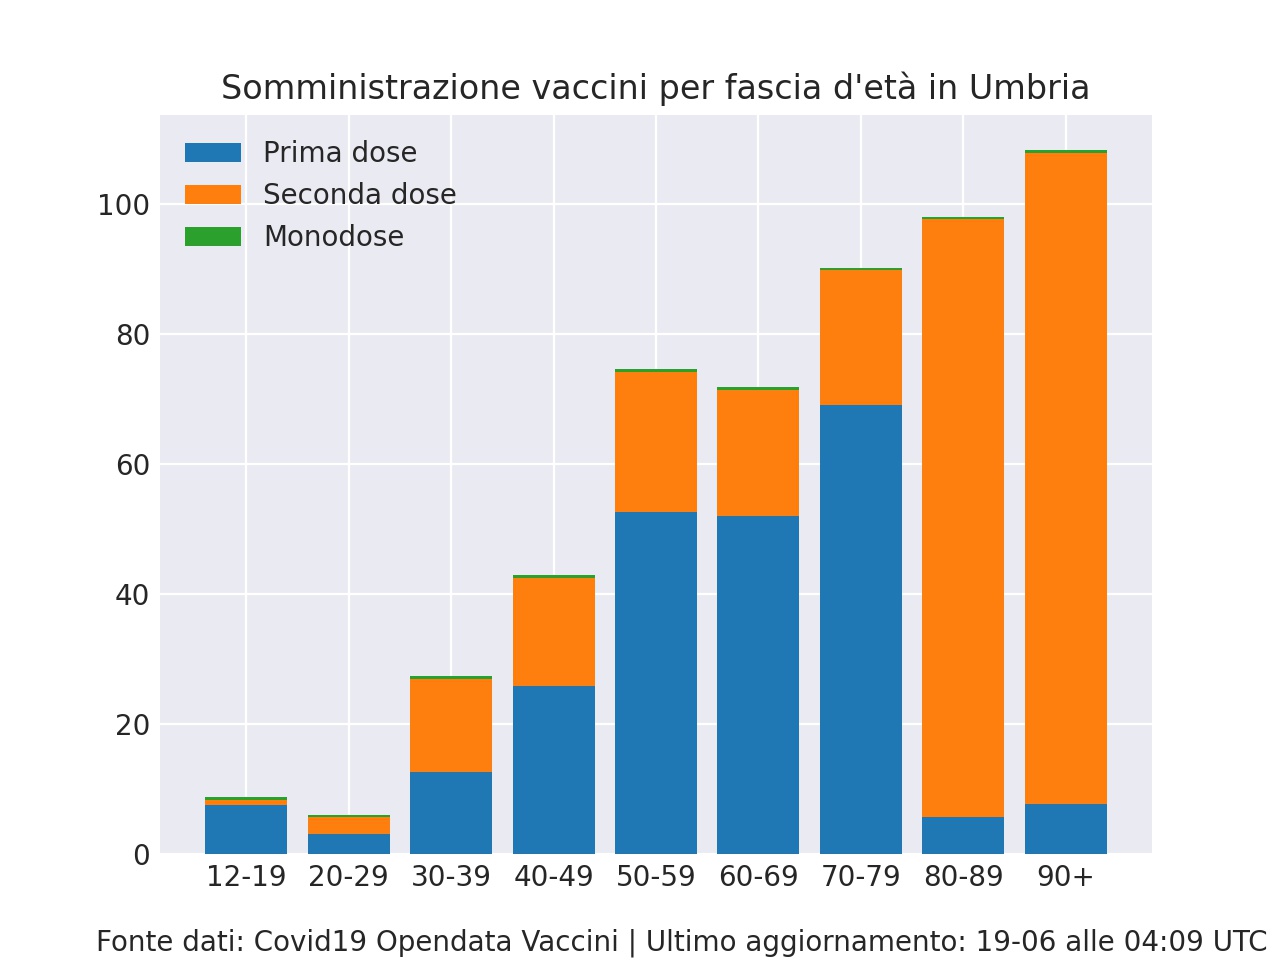 Somministrazione vaccini per fascia d'età in Umbria
Prima dose
Seconda dose
Monodose
100
80
60
40
20
0
12-19 20-29 30-39 40-49 50-59 60-69 70-79 80-89 90+
Fonte dati: Covid19 Opendata Vaccini | Ultimo aggiornamento: 19-06 alle 04:09 UTC